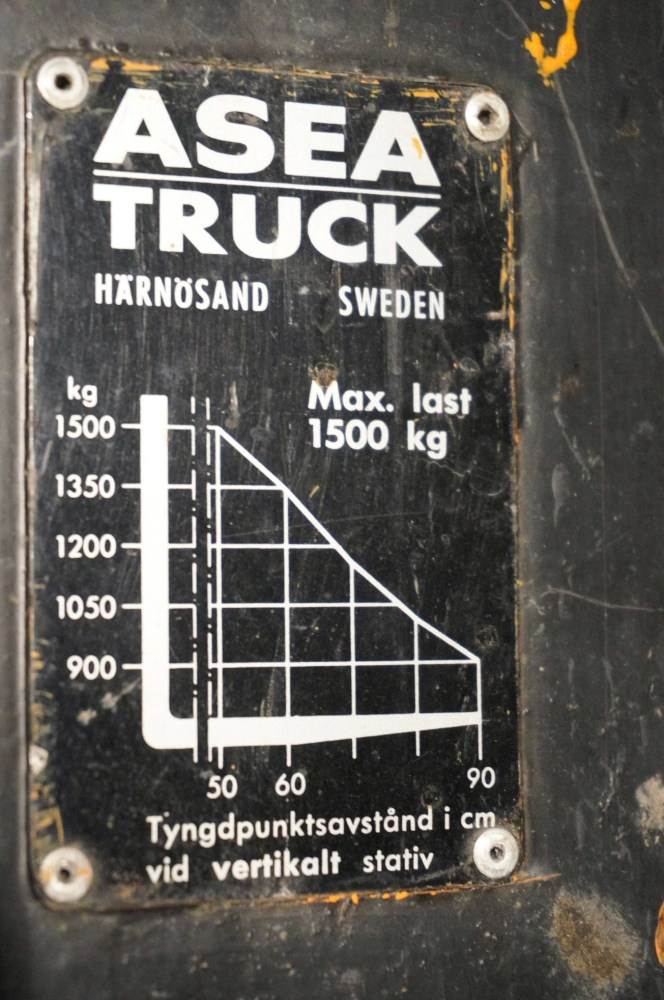 ASEA
TRUCK
HÄRNÖSAND SWEDEN
kg
Max. last
1500 kg
1500
1350
1200
1050
900
50 60 90
Tyngdpunktsavstånd i cm
vid vertikalt stativ